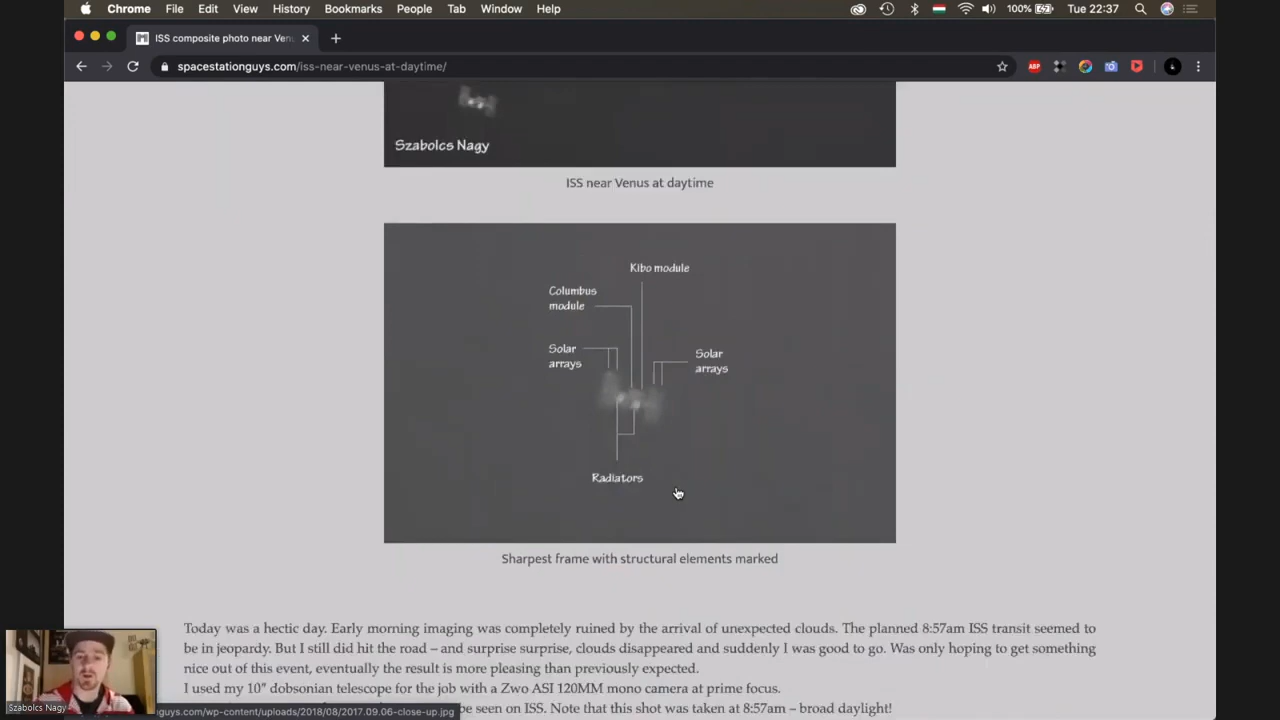 Chrome File Edit View History Bookmarks People Tab Window Help 100% Tue 22:37
ISS composite photo near Ven
spacestationguys.com/iss-near-venus-at-daytime/
ABP
Szabolcs Nagy
ISS near Venus at daytime
Kibo module
Columbus
module
Solar
arrays
Solar
arrays
Radiators
Sharpest frame with structural elements marked
Today was a hectic day. Early morning imaging was completely ruined by the arrival of unexpected clouds. The planned 8:57am ISS transit seemed to
be in jeopardy. But I still did hit the road – and surprise surprise, clouds disappeared and suddenly I was good to go. Was only hoping to get something
nice out of this event, eventually the result is more pleasing than previously expected.
I used my 10" dobsonian telescope for the job with a Zwo ASI 120MM mono camera at prime focus.
be seen on ISS. Note that this shot was taken at 8:57am – broad daylight!
Szabolcs Nagy
guys.com/wp-content/uploads/2018/08/2017.09.06-close-up.jpg